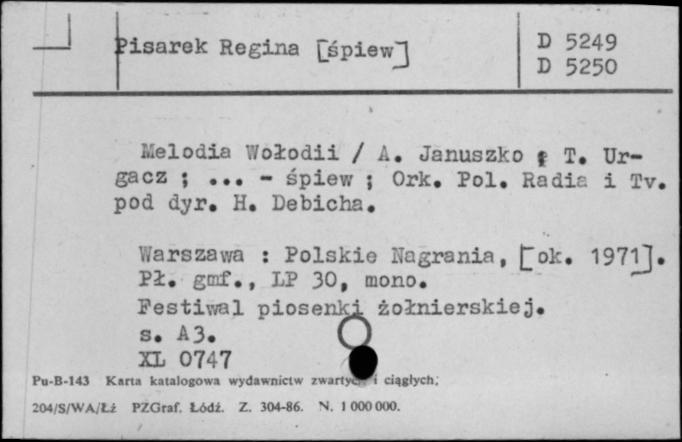 Pisarek Regina [śpiew]
D 5249
D 5250
Melodia Wołodii / A. Januszko ; T. Ur-
gacz ; ... - śpiew ; Ork. Pol. Radia i Tv.
pod dyr. H. Debicha.
Warszawa : Polskie Nagrania, [ok. 1971].
Pł. gmf., LP 30, mono.
Festiwal piosenki żołnierskiej.
s. A3.
XL 0747
Pu-B-143 Karta katalogowa wydawnictw zwartych i ciągłych;
204/S/WA/Łż PZGraf. Łódź. Z. 304-86. N. 1 000 000.